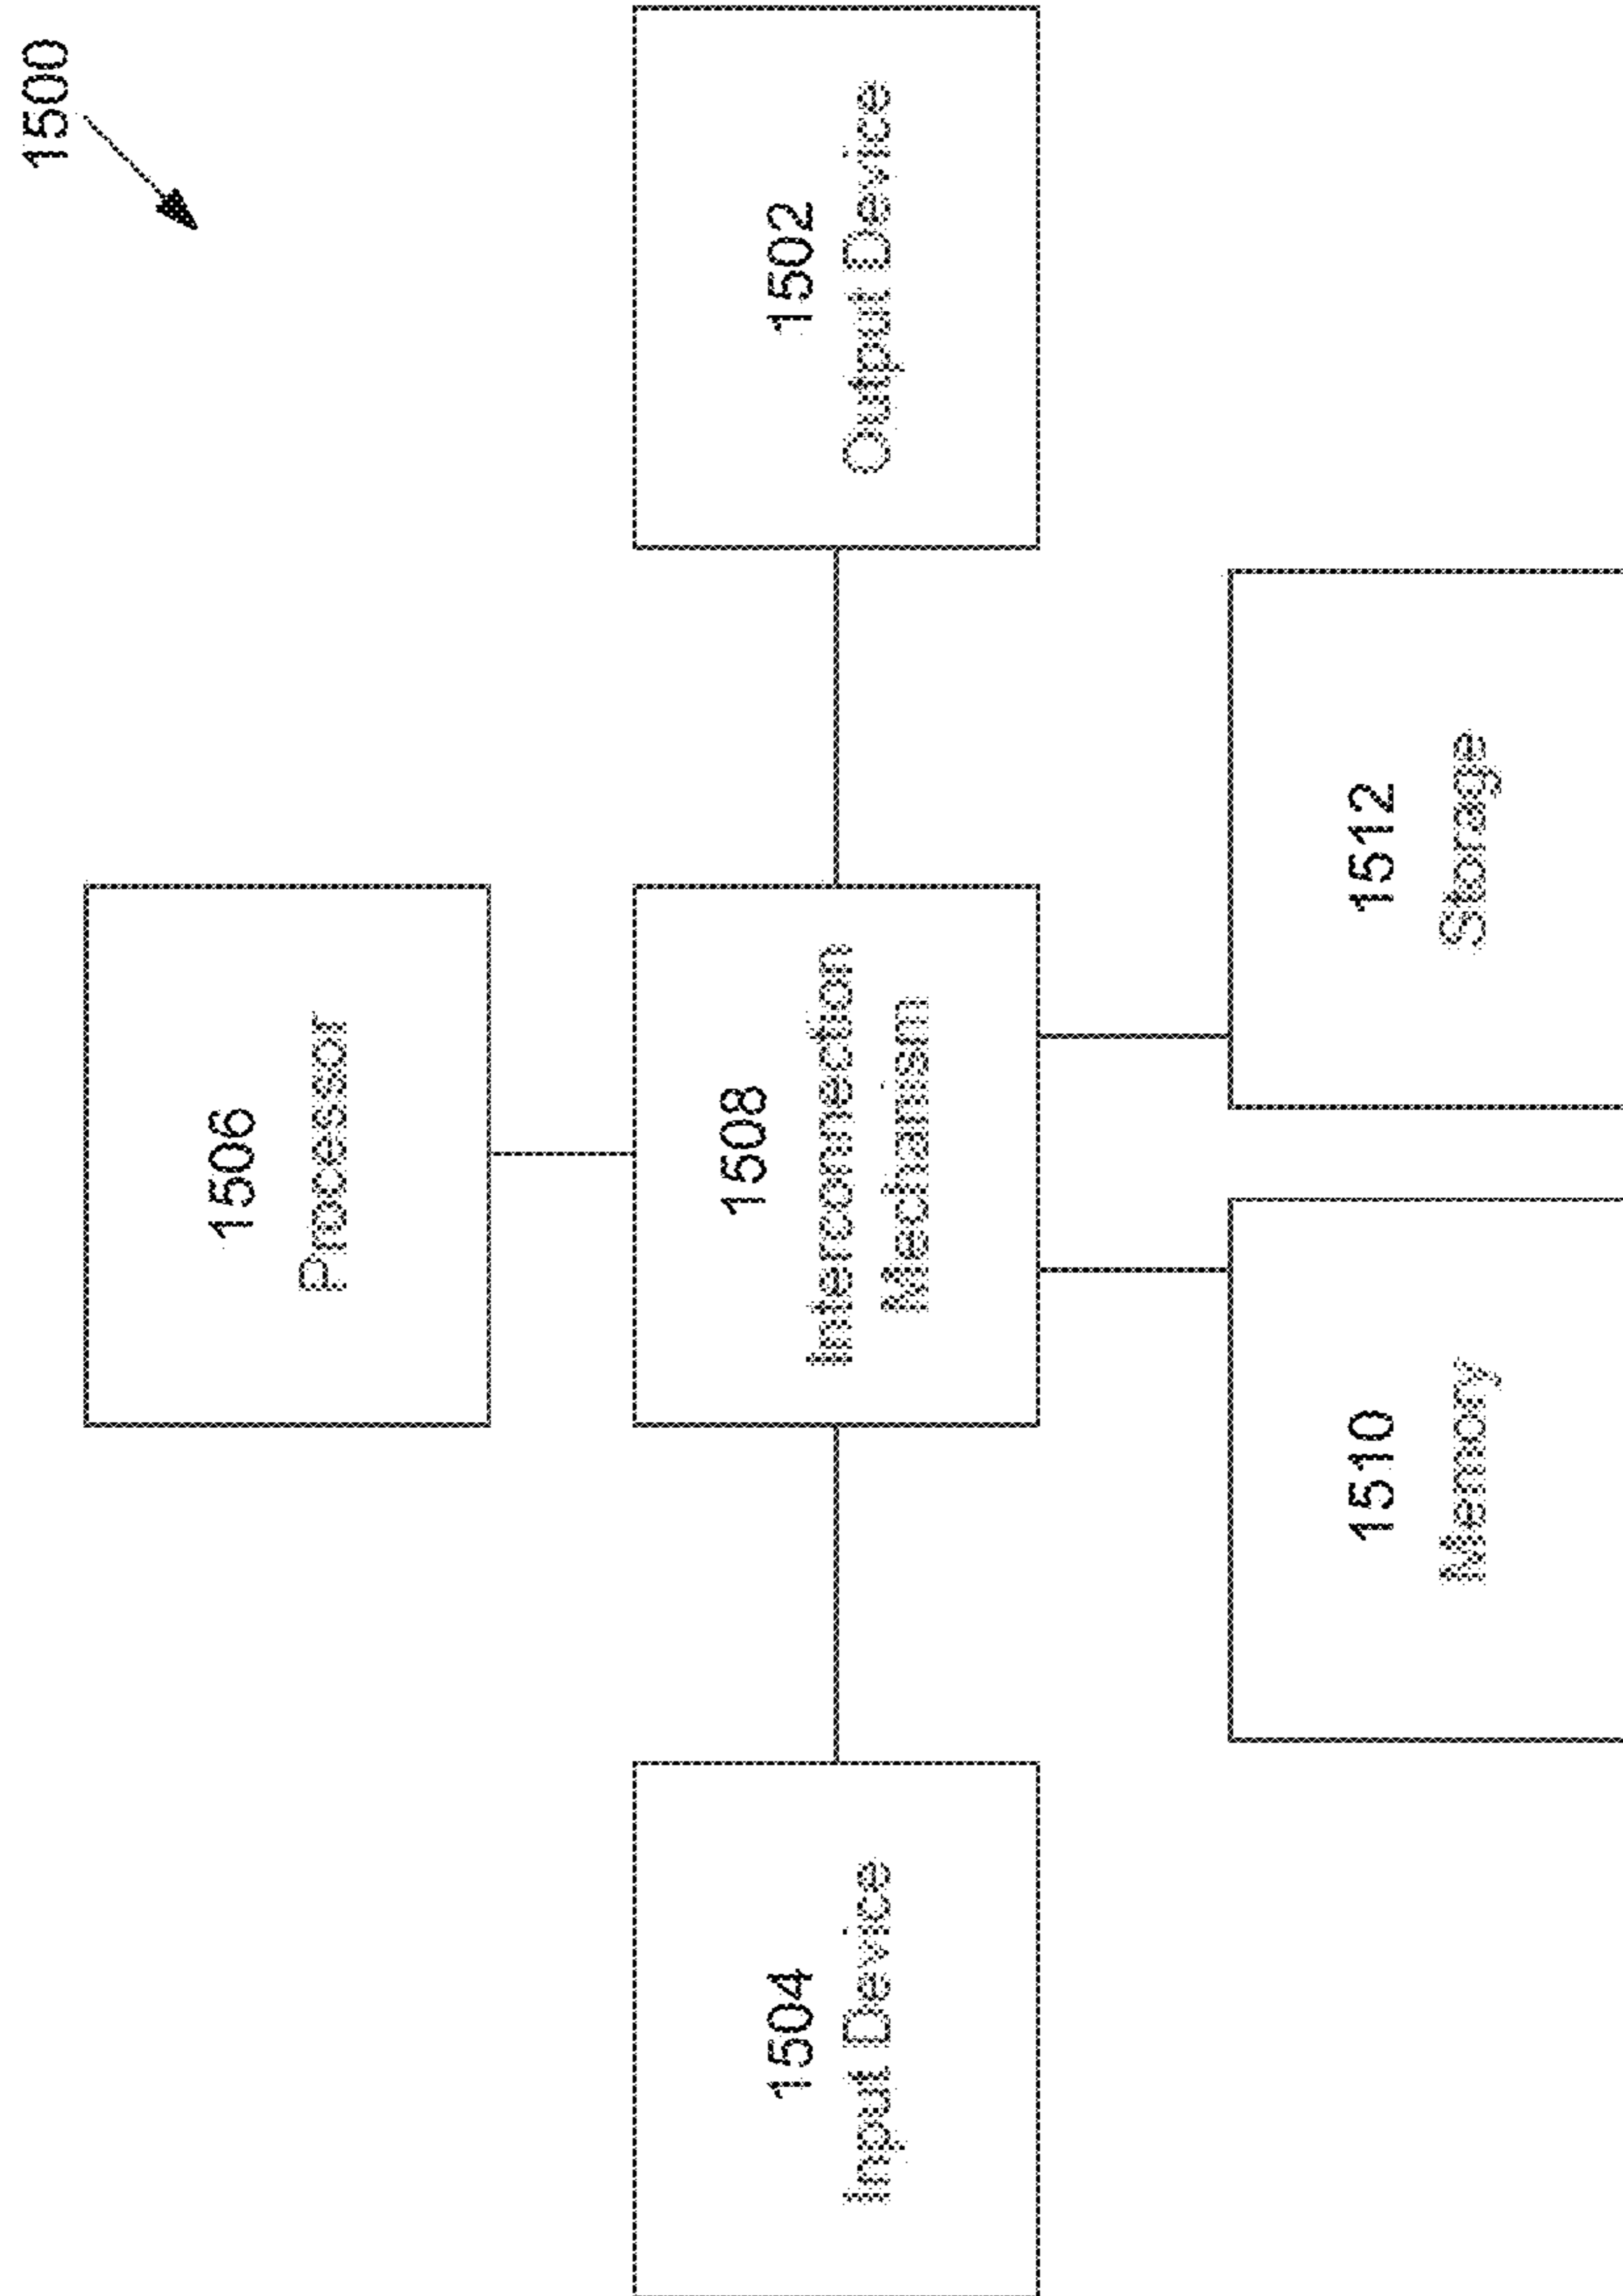 1500
1506
Processor
1504
Input Device
1508
Interconnection
Mechanism
1502
Output Device
1510
Memory
1512
Storage